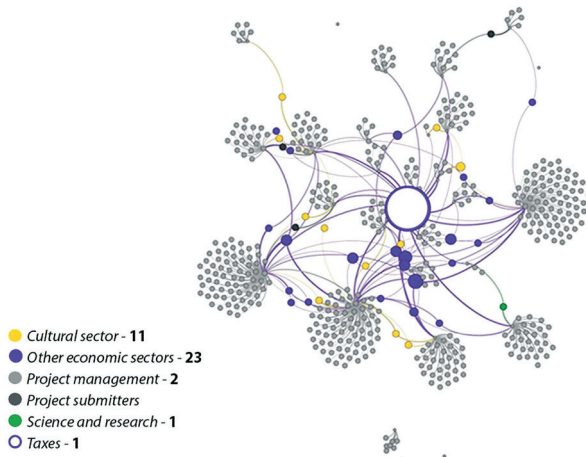 Cultural sector - 11
Other economic sectors - 23
Project management - 2
Project submitters
Science and research - 1
Taxes - 1